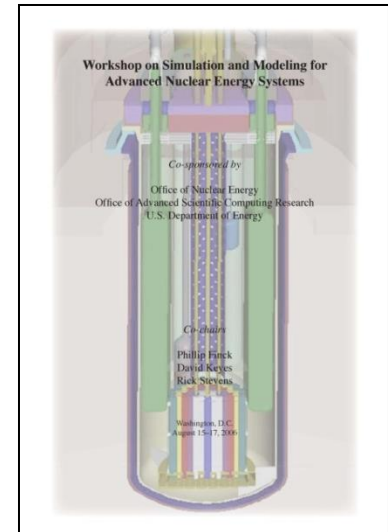 Workshop on Simulation and Modeling for
Advanced Nuclear Energy Systems
Co-sponsored by
Office of Nuclear Energy
Office of Advanced Scientific Computing Research
U.S. Department of Energy
Co-chairs
Phillip Finck
David Keyes
Rick Stevens
Washington, D.C.
August 15–17, 2006